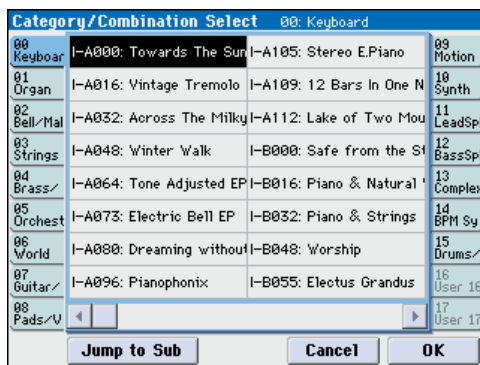 Category/Combination Select 00: Keyboard
00
Keyboar
01
Organ
02
Bell/Mal
03
Strings
04
Brass/
05
Orchest
06
World
07
Guitar/
08
Pads/V
I-A000: Towards The Sun I-A105: Stereo E.Piano
I-A016: Vintage Tremolo I-A109: 12 Bars In One N
I-A032: Across The Milky I-A112: Lake of Two Mou
I-A048: Winter Walk I-B000: Safe from the St
I-A064: Tone Adjusted EP I-B016: Piano & Natural
I-A073: Electric Bell EP I-B032: Piano & Strings
I-A080: Dreaming without I-B048: Worship
I-A096: Pianophonix I-B055: Electus Grandus
09
Motion
10
Synth
11
LeadSpl
12
BassSpl
13
Complex
14
BPM Sy
15
Drums/
16
User 16
17
User 17
Jump to Sub Cancel OK